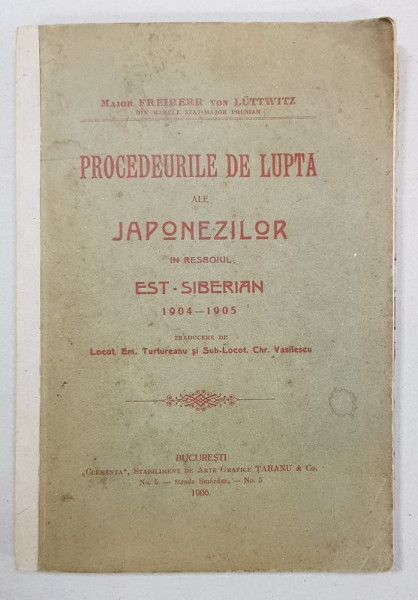 MAIOR FREIHERR VON LÜTTWITZ
DIN MARELE STAT-MAJOR PRUSIAN
PROCEDEURILE DE LUPTA
ALE
JAPONEZILOR
IN RESBOIUL
EST-SIBERIAN
1904—1905
TRADUCERE DE
Locot. Em. Turtureanu și Sub-Locot. Chr. Vasilescu
BUCUREȘTI
„CLEMENȚA", STABILIMENT DE ARTE GRAFICE ȚARANU & Co.
No. 5. — Strada Smârdan, — No. 5
1906.